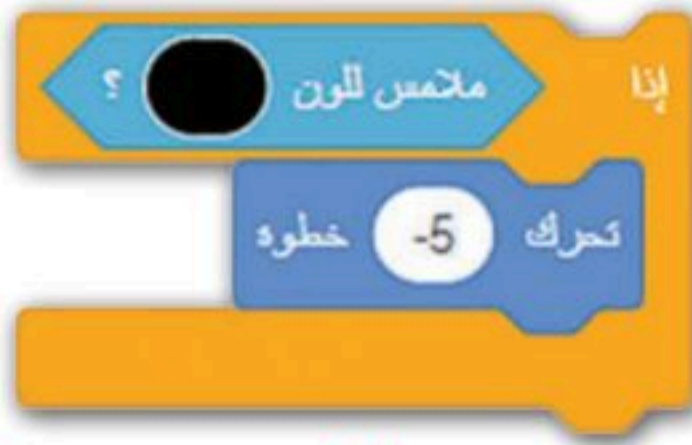 إذا ملامس للون ؟
تحرك 5- خطوة